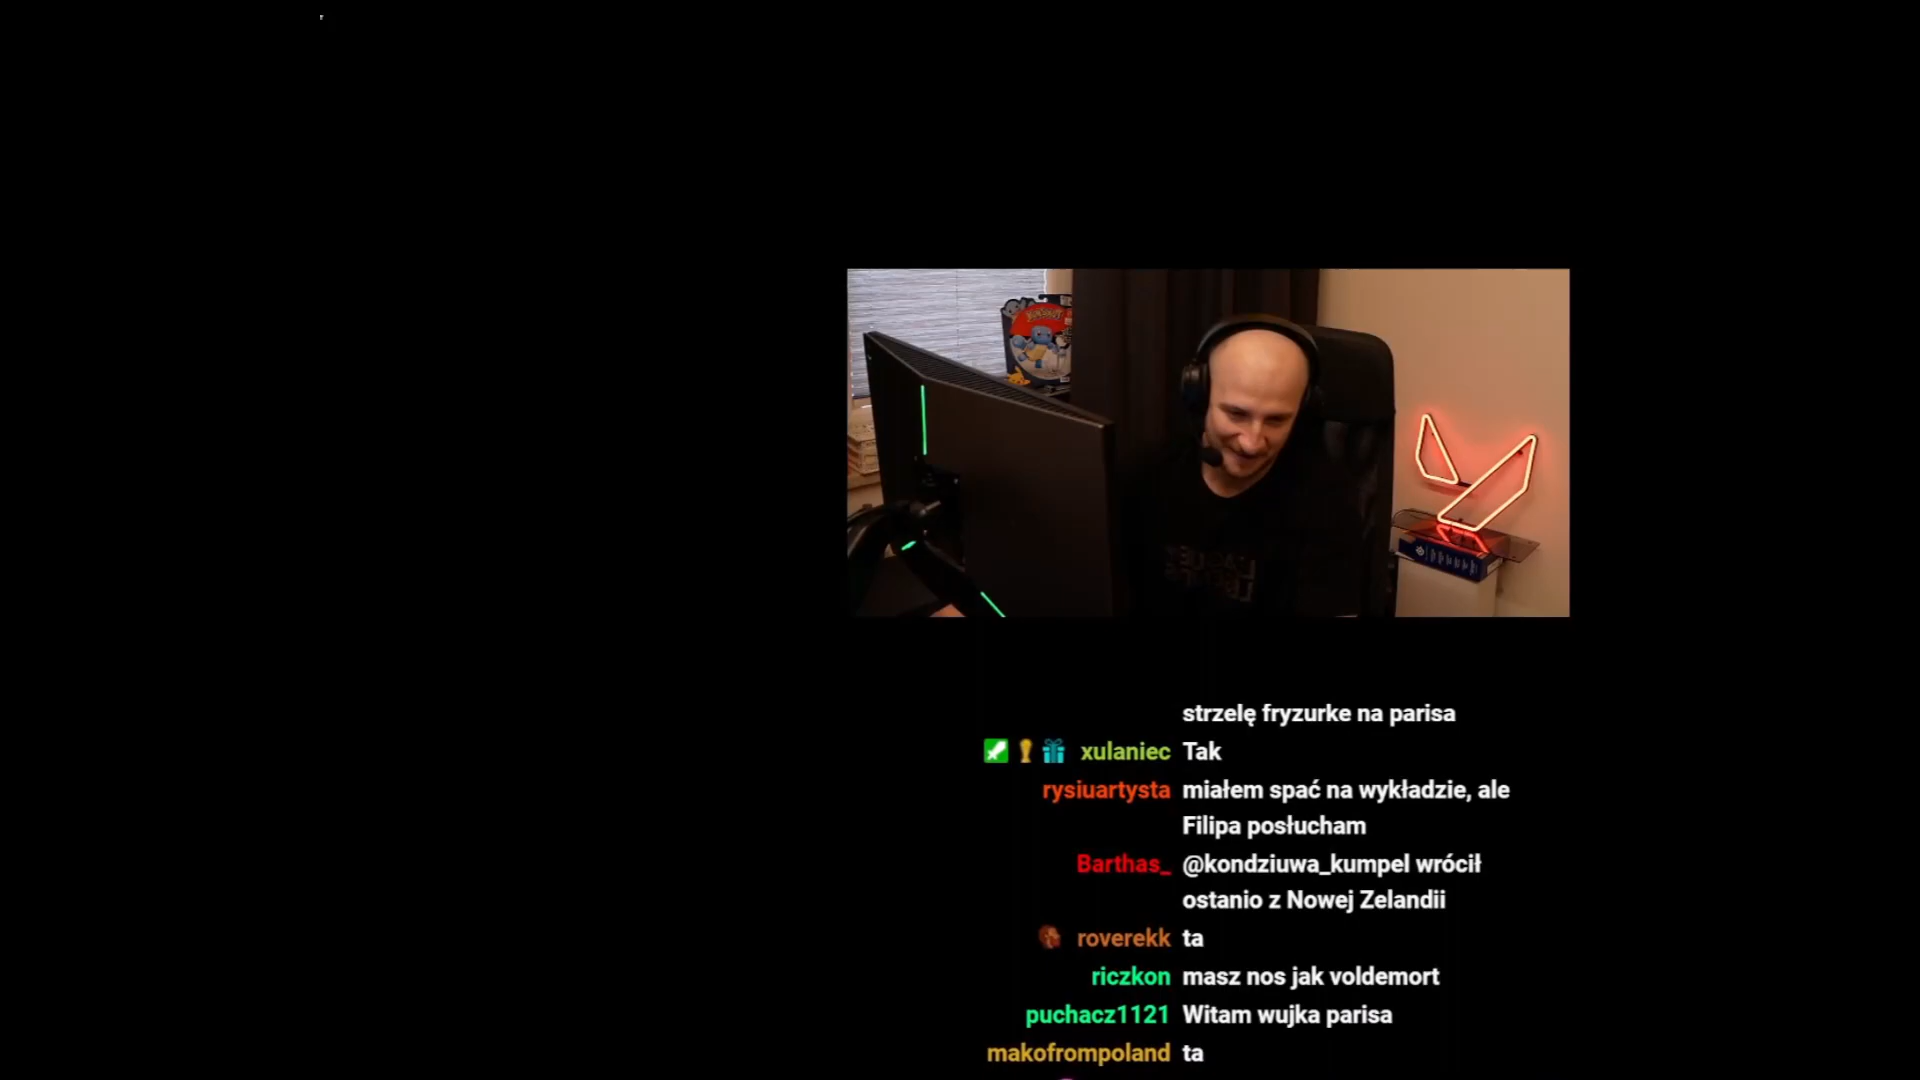 strzelę fryzurke na parisa
xulaniec Tak
rysiuartysta miałem spać na wykładzie, ale
Filipa posłucham
Barthas_ @kondziuwa_kumpel wrócił
ostanio z Nowej Zelandii
roverekk ta
riczkon masz nos jak voldemort
puchacz1121 Witam wujka parisa
makofrompoland ta